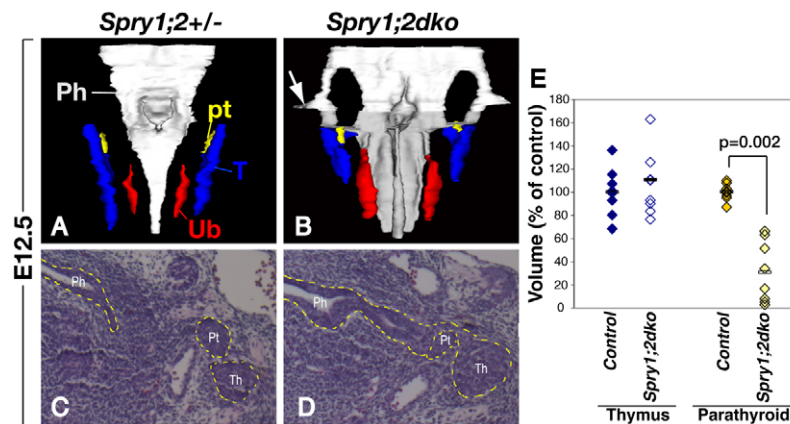 Spry1;2+/-
Spry1;2dko
E12.5
Ph
pt
T
Ub
A
B
Ph
Pt
Th
C
Ph
Pt
Th
D
E
Volume (% of control)
180
160
140
120
100
80
60
40
20
0
p=0.002
Control
Spry1;2dko
Control
Spry1;2dko
Thymus
Parathyroid